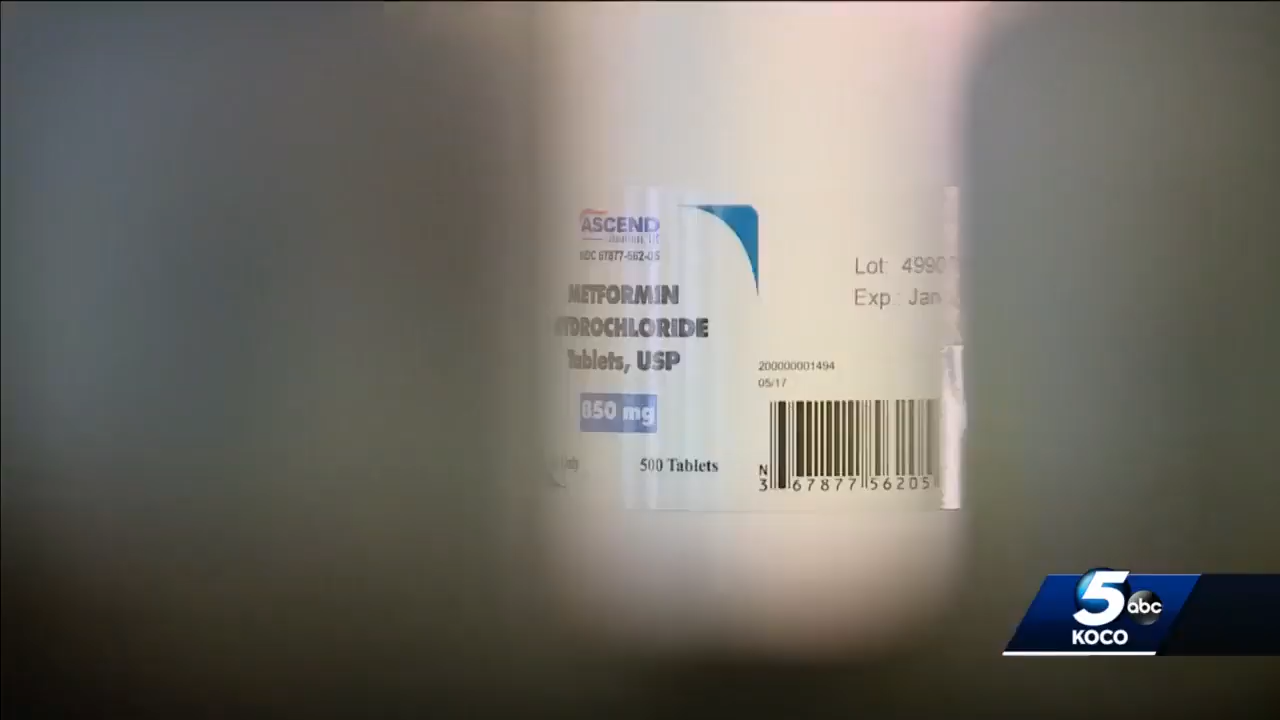 ASCEND
NDC 67877-562-05
METFORMIN
HYDROCHLORIDE
Tablets, USP
850 mg
500 Tablets
Lot: 4990
Exp.: Jan
200000001494
05/17
N
3 67877 56205
5 abc
KOCO